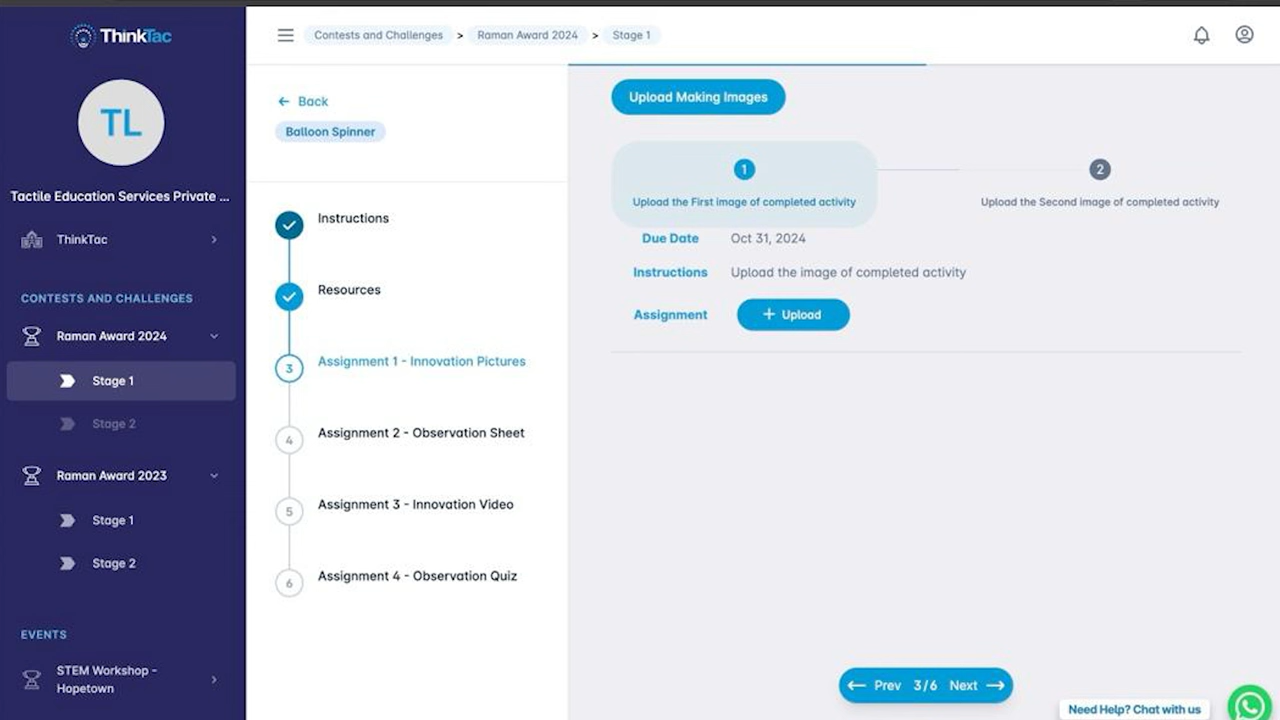 ThinkTac
TL
Tactile Education Services Private ...
ThinkTac
CONTESTS AND CHALLENGES
Raman Award 2024
Stage 1
Stage 2
Raman Award 2023
Stage 1
Stage 2
EVENTS
STEM Workshop -
Hopetown
Contests and Challenges > Raman Award 2024 > Stage 1
← Back
Balloon Spinner
Instructions
Resources
3 Assignment 1 - Innovation Pictures
4 Assignment 2 - Observation Sheet
5 Assignment 3 - Innovation Video
6 Assignment 4 - Observation Quiz
Upload Making Images
1
Upload the First image of completed activity
2
Upload the Second image of completed activity
Due Date Oct 31, 2024
Instructions Upload the image of completed activity
Assignment + Upload
← Prev 3/6 Next →
Need Help? Chat with us